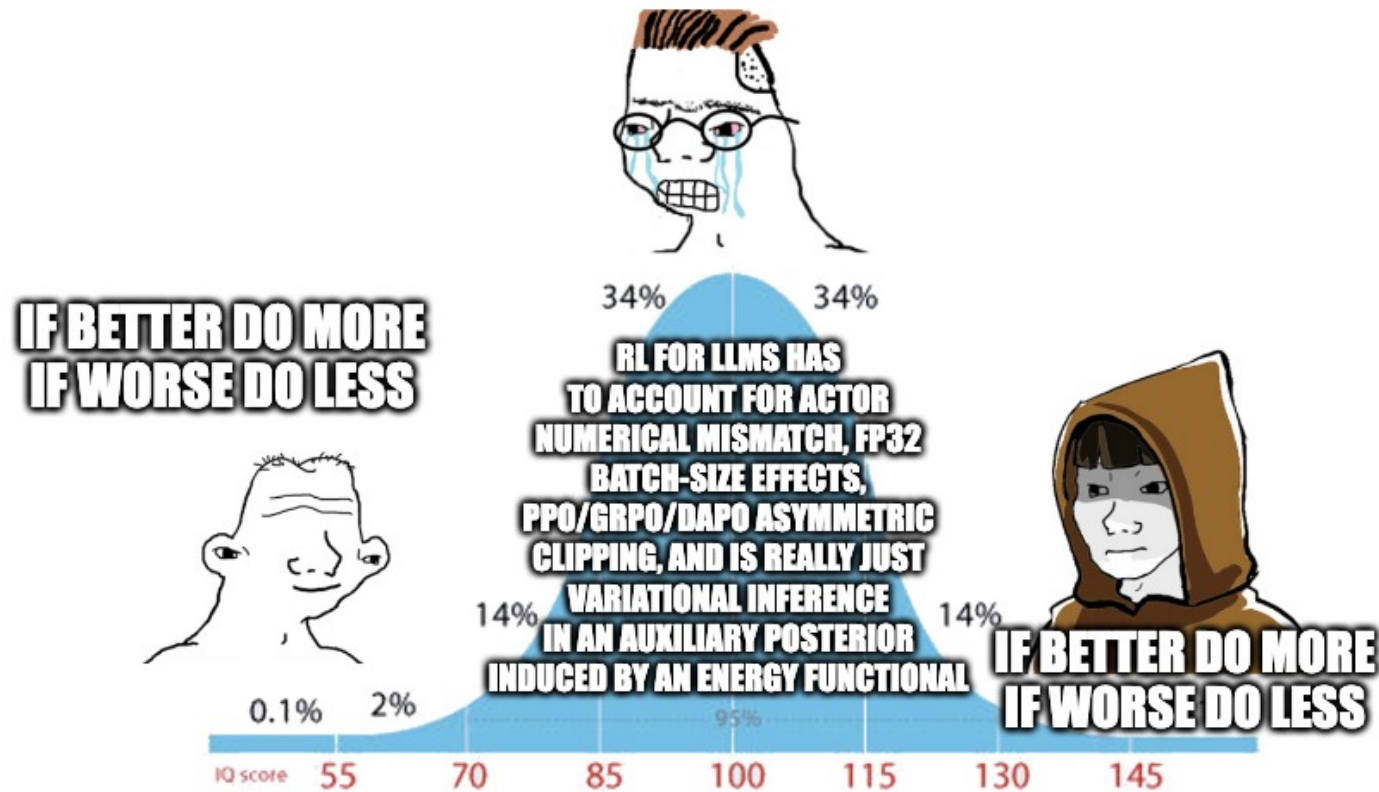 34%
34%
IF BETTER DO MORE
IF WORSE DO LESS
RL FOR LLMS HAS
TO ACCOUNT FOR ACTOR
NUMERICAL MISMATCH, FP32
BATCH-SIZE EFFECTS,
PPO/GRPO/DAPO ASYMMETRIC
CLIPPING, AND IS REALLY JUST
VARIATIONAL INFERENCE
IN AN AUXILIARY POSTERIOR
INDUCED BY AN ENERGY FUNCTIONAL
14%
14%
IF BETTER DO MORE
IF WORSE DO LESS
0.1%
2%
95%
IQ score 55 70 85 100 115 130 145